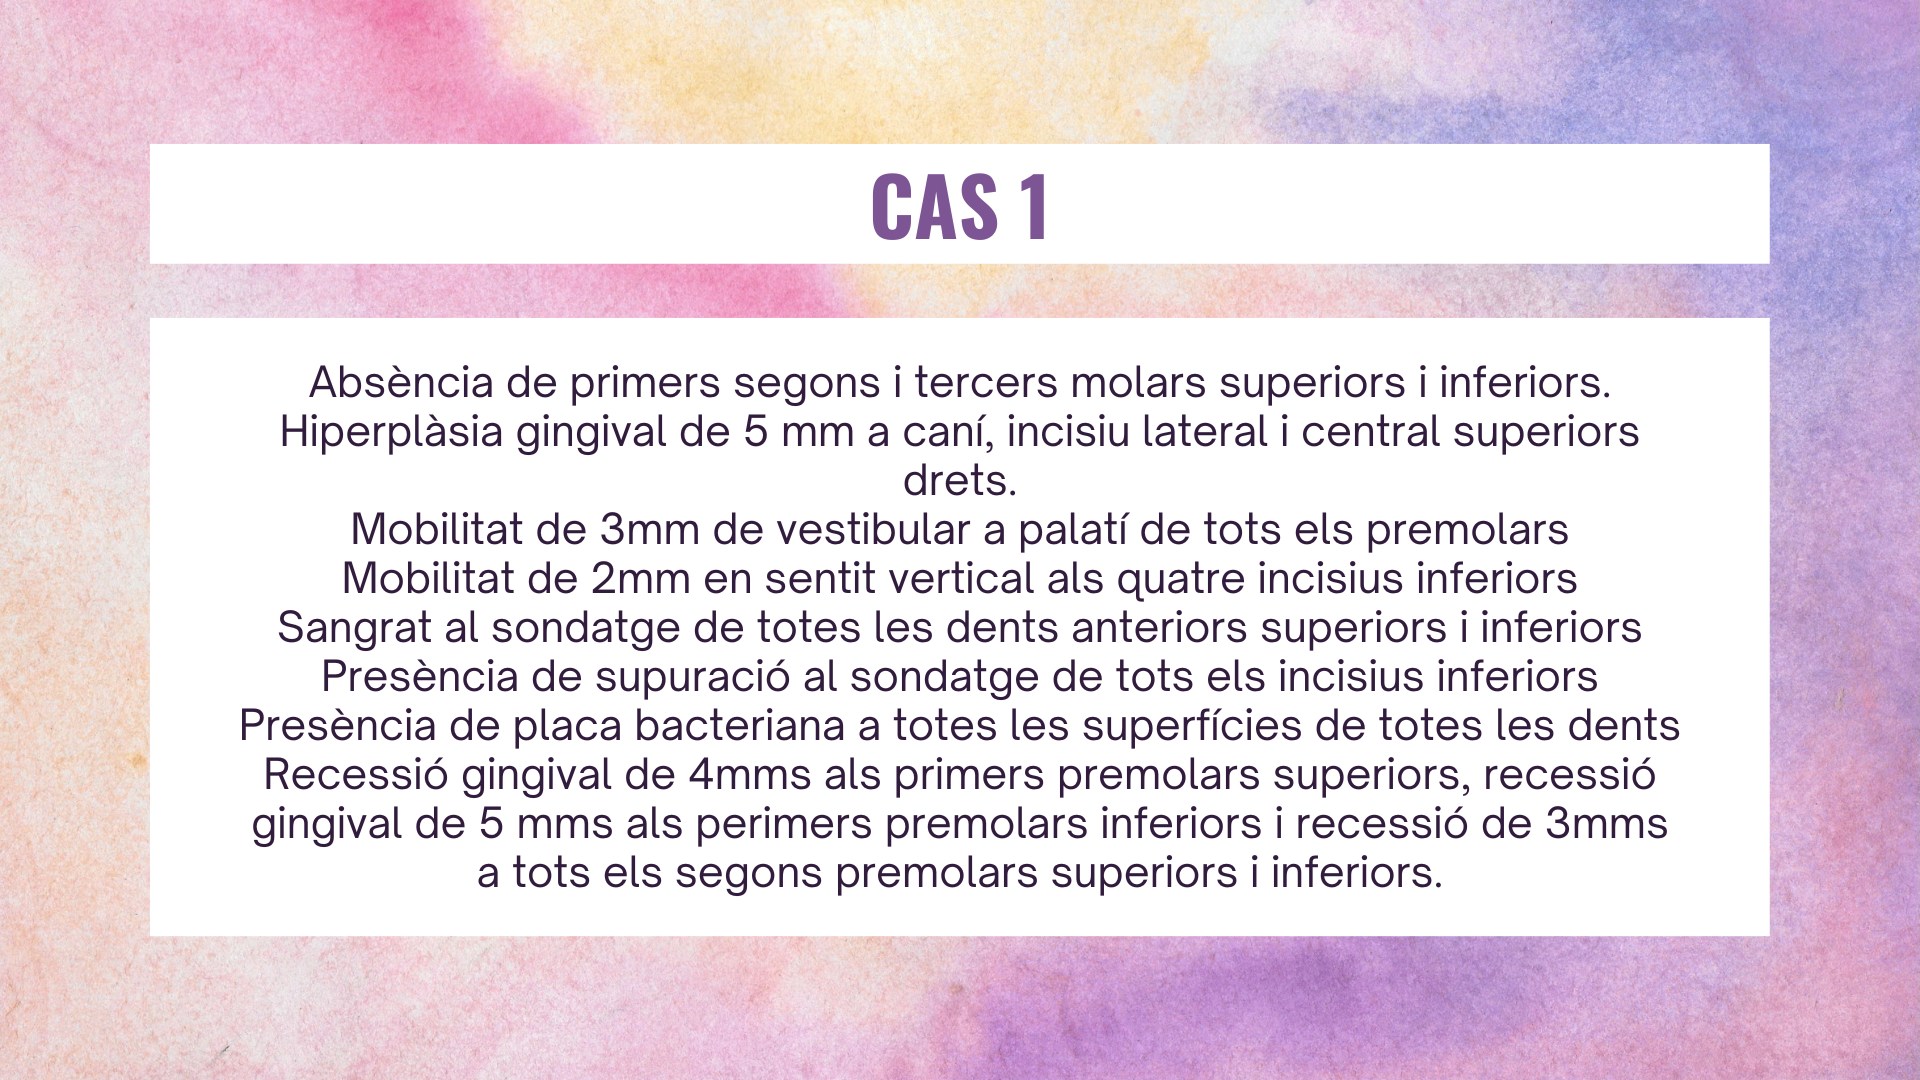 CAS 1
Absència de primers segons i tercers molars superiors i inferiors.
Hiperplàsia gingival de 5 mm a caní, incisiu lateral i central superiors
drets.
Mobilitat de 3mm de vestibular a palatí de tots els premolars
Mobilitat de 2mm en sentit vertical als quatre incisius inferiors
Sangrat al sondatge de totes les dents anteriors superiors i inferiors
Presència de supuració al sondatge de tots els incisius inferiors
Presència de placa bacteriana a totes les superfícies de totes les dents
Recessió gingival de 4mms als primers premolars superiors, recessió
gingival de 5 mms als perimers premolars inferiors i recessió de 3mms
a tots els segons premolars superiors i inferiors.